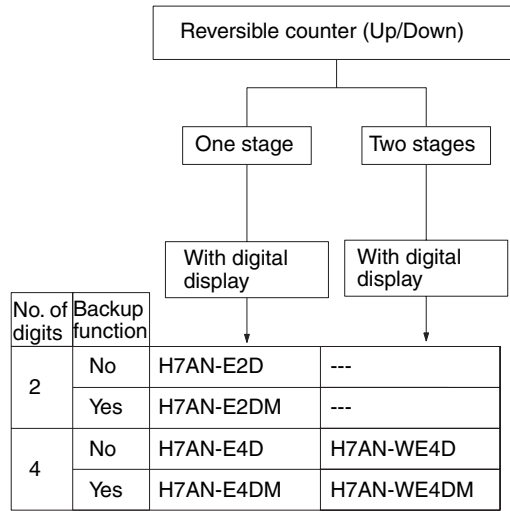 Reversible counter (Up/Down)
One stage
Two stages
With digital
display
With digital
display
No. of
digits
Backup
function
2
No
H7AN-E2D
---
Yes
H7AN-E2DM
---
4
No
H7AN-E4D
H7AN-WE4D
Yes
H7AN-E4DM
H7AN-WE4DM